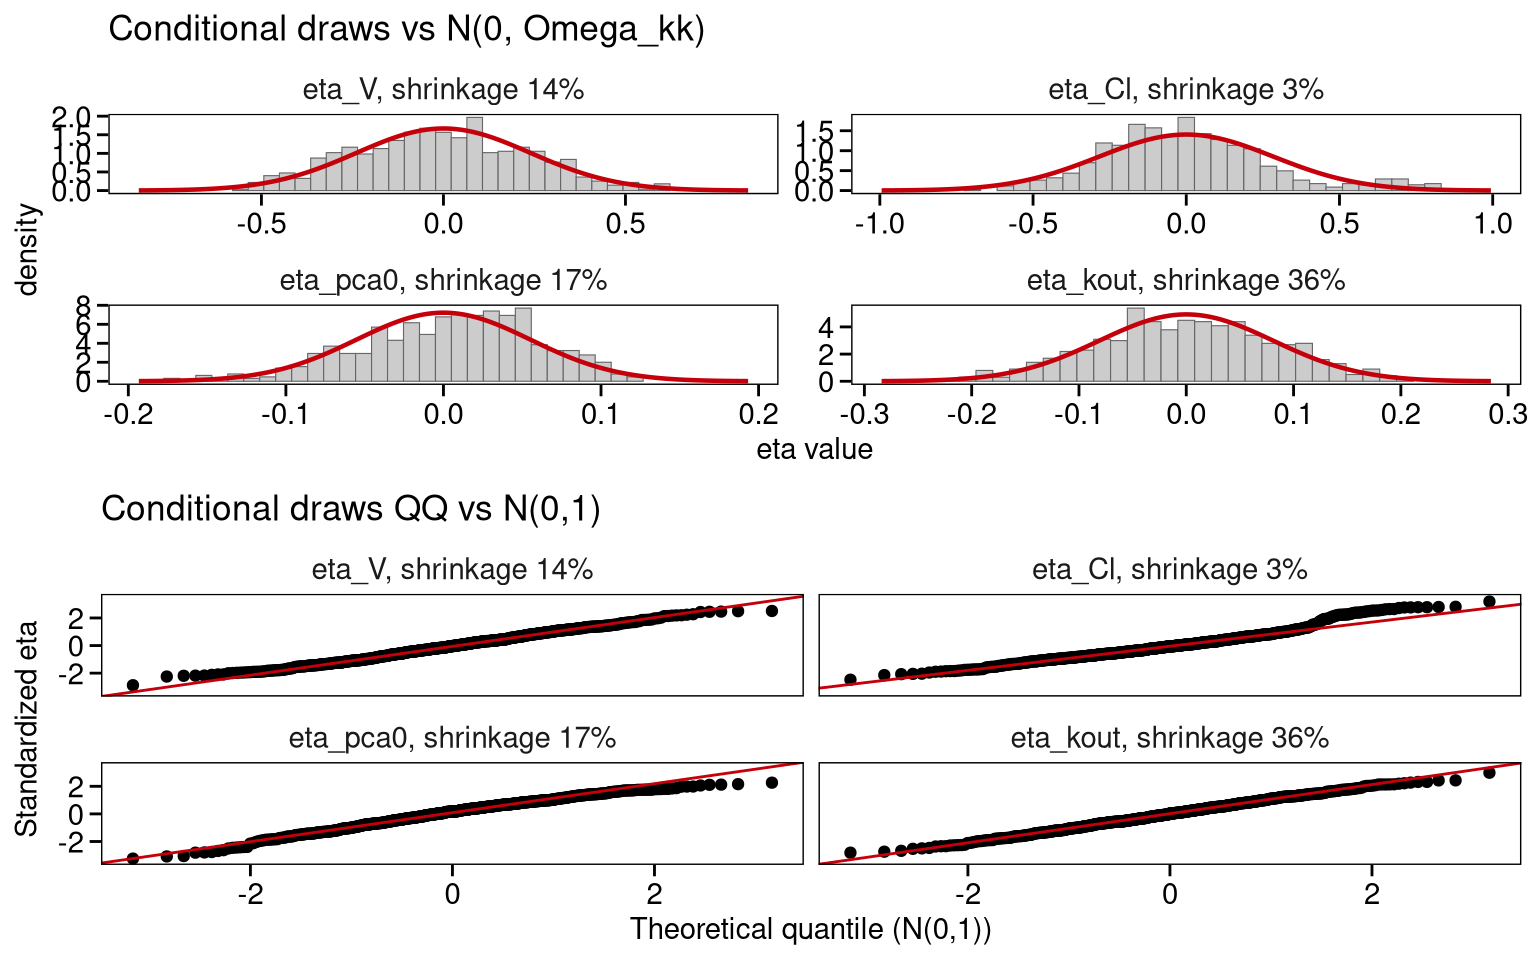 Conditional draws vs N(0, Omega_kk)
eta_V, shrinkage 14%
eta_Cl, shrinkage 3%
2.0
1.5
1.0
0.5
0.0
1.5
1.0
0.5
0.0
-0.5 0.0 0.5
-1.0 -0.5 0.0 0.5 1.0
density
eta_pca0, shrinkage 17%
eta_kout, shrinkage 36%
8
6
4
2
0
4
2
0
-0.2 -0.1 0.0 0.1 0.2
-0.3 -0.2 -0.1 0.0 0.1 0.2 0.3
eta value
Conditional draws QQ vs N(0,1)
eta_V, shrinkage 14%
eta_Cl, shrinkage 3%
2
0
-2
Standardized eta
eta_pca0, shrinkage 17%
eta_kout, shrinkage 36%
2
0
-2
-2 0 2
-2 0 2
Theoretical quantile (N(0,1))